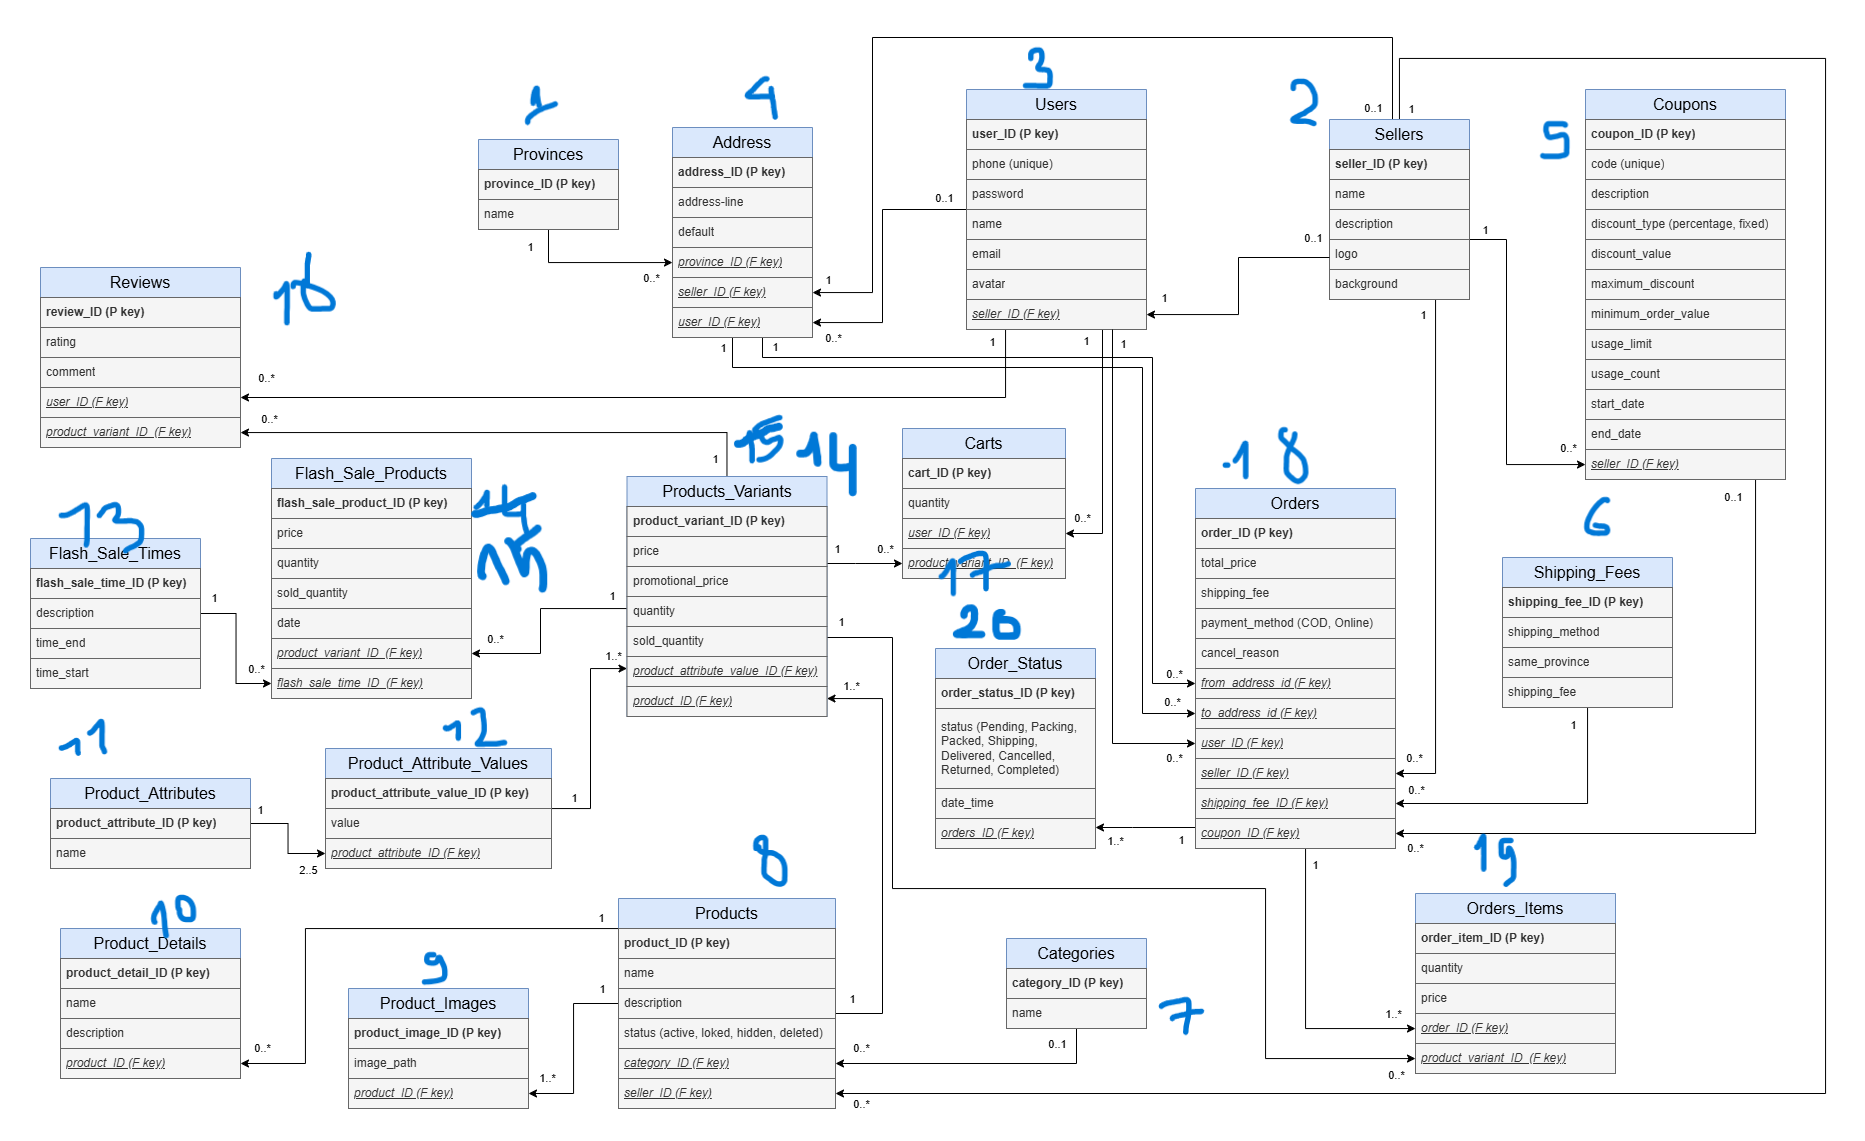 1
Provinces
province_ID (P key)
name
1
0..*
4
Address
address_ID (P key)
address-line
default
province_ID (F key)
seller_ID (F key)
user_ID (F key)
1
0..*
1
1
3
Users
user_ID (P key)
phone (unique)
password
name
email
avatar
seller_ID (F key)
0..1
1
1
1
1
2
Sellers
seller_ID (P key)
name
description
logo
background
0..1
1
0..1
1
1
5
Coupons
coupon_ID (P key)
code (unique)
description
discount_type (percentage, fixed)
discount_value
maximum_discount
minimum_order_value
usage_limit
usage_count
start_date
end_date
seller_ID (F key)
0..*
0..1
16
Reviews
review_ID (P key)
rating
comment
user_ID (F key)
product_variant_ID (F key)
0..*
0..*
13
Flash_Sale_Times
flash_sale_time_ID (P key)
description
time_end
time_start
1
0..*
14
15
Flash_Sale_Products
flash_sale_product_ID (P key)
price
quantity
sold_quantity
date
product_variant_ID (F key)
flash_sale_time_ID (F key)
0..*
15
14
Products_Variants
product_variant_ID (P key)
price
promotional_price
quantity
sold_quantity
product_attribute_value_ID (F key)
product_ID (F key)
1
1
1
1
1..*
1..*
17
Carts
cart_ID (P key)
quantity
user_ID (F key)
product_variant_ID (F key)
0..*
0..*
20
Order_Status
order_status_ID (P key)
status (Pending, Packing,
Packed, Shipping,
Delivered, Cancelled,
Returned, Completed)
date_time
orders_ID (F key)
1..*
18
Orders
order_ID (P key)
total_price
shipping_fee
payment_method (COD, Online)
cancel_reason
from_address_id (F key)
to_address_id (F key)
user_ID (F key)
seller_ID (F key)
shipping_fee_ID (F key)
coupon_ID (F key)
0..*
0..*
0..*
0..*
0..*
0..*
1
1
6
Shipping_Fees
shipping_fee_ID (P key)
shipping_method
same_province
shipping_fee
1
11
Product_Attributes
product_attribute_ID (P key)
name
1
2..5
12
Product_Attribute_Values
product_attribute_value_ID (P key)
value
product_attribute_ID (F key)
1
10
Product_Details
product_detail_ID (P key)
name
description
product_ID (F key)
0..*
9
Product_Images
product_image_ID (P key)
image_path
product_ID (F key)
1..*
8
Products
product_ID (P key)
name
description
status (active, loked, hidden, deleted)
category_ID (F key)
seller_ID (F key)
1
1
1
0..*
0..*
7
Categories
category_ID (P key)
name
0..1
19
Orders_Items
order_item_ID (P key)
quantity
price
order_ID (F key)
product_variant_ID (F key)
1..*
0..*